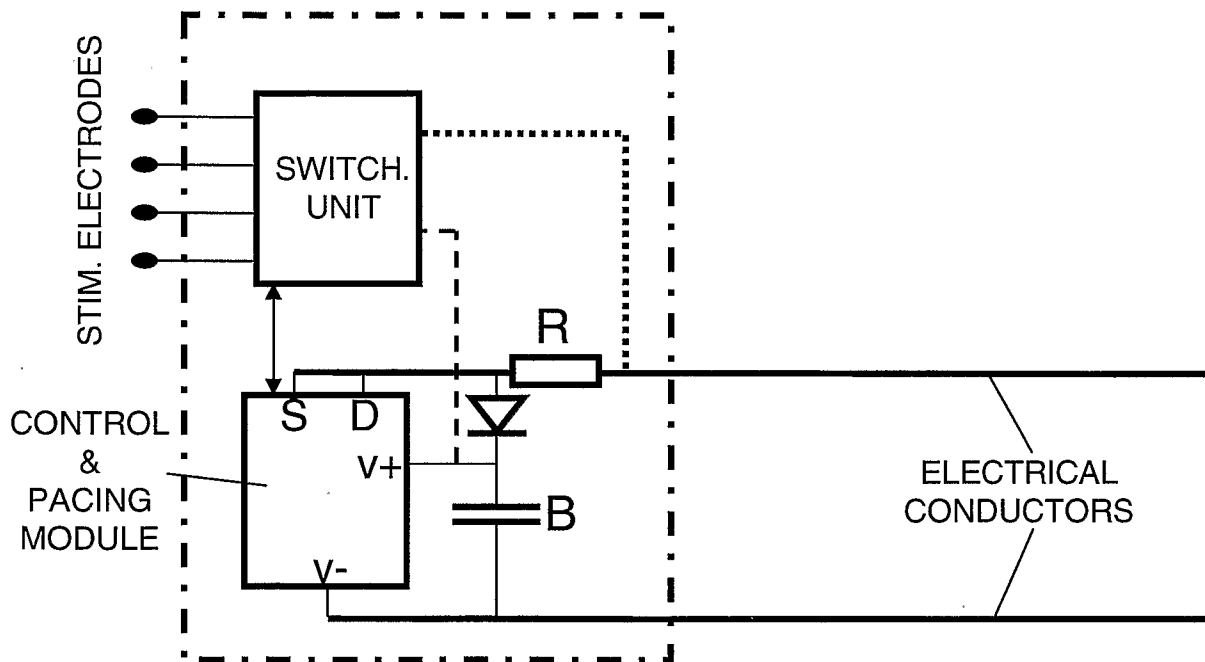 STIM. ELECTRODES
SWITCH.
UNIT
R
S D
V+
B
V-
CONTROL
&
PACING
MODULE
ELECTRICAL
CONDUCTORS